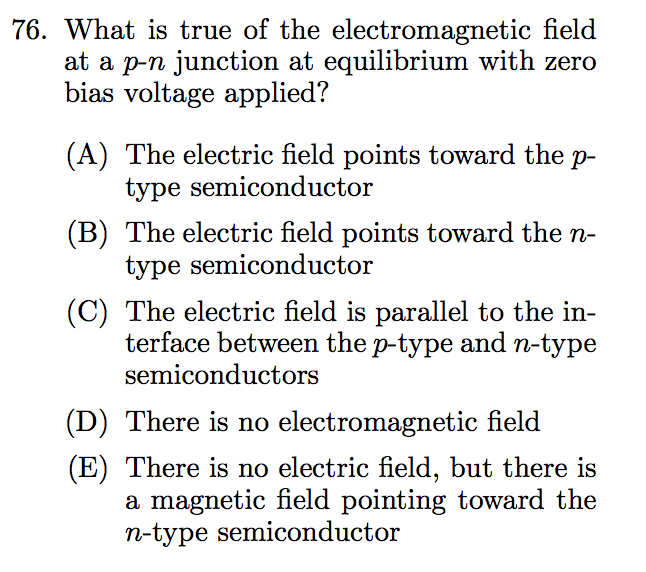 76. What is true of the electromagnetic field
at a p-n junction at equilibrium with zero
bias voltage applied?
(A) The electric field points toward the p-
type semiconductor
(B) The electric field points toward the n-
type semiconductor
(C) The electric field is parallel to the in-
terface between the p-type and n-type
semiconductors
(D) There is no electromagnetic field
(E) There is no electric field, but there is
a magnetic field pointing toward the
n-type semiconductor